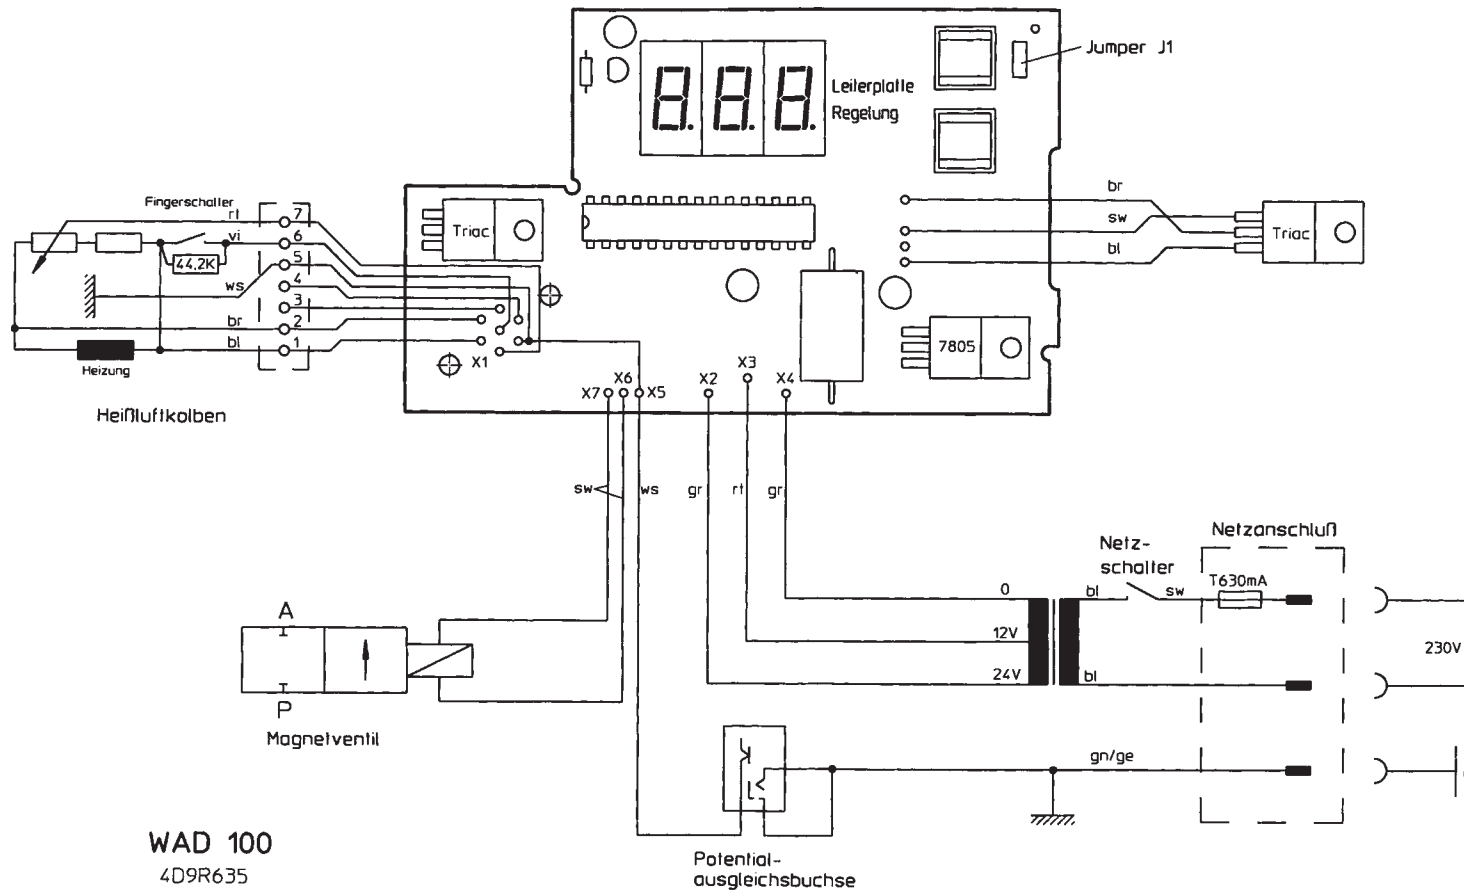 Jumper J1
Leiterplatte
Regelung
Fingerschalter
rt
7
vi
6
44.2K
5
ws
4
3
br
2
bl
1
Heizung
Heißluftkolben
Triac
X1
X7
X6
X5
X2
X3
X4
7805
br
sw
bl
Triac
sw
ws
gr
rt
gr
Netzanschluß
Netz-
schalter
T630mA
0
bl
sw
12V
230V
24V
bl
A
P
Magnetventil
gn/ge
WAD 100
4D9R635
Potential-
ausgleichsbuchse